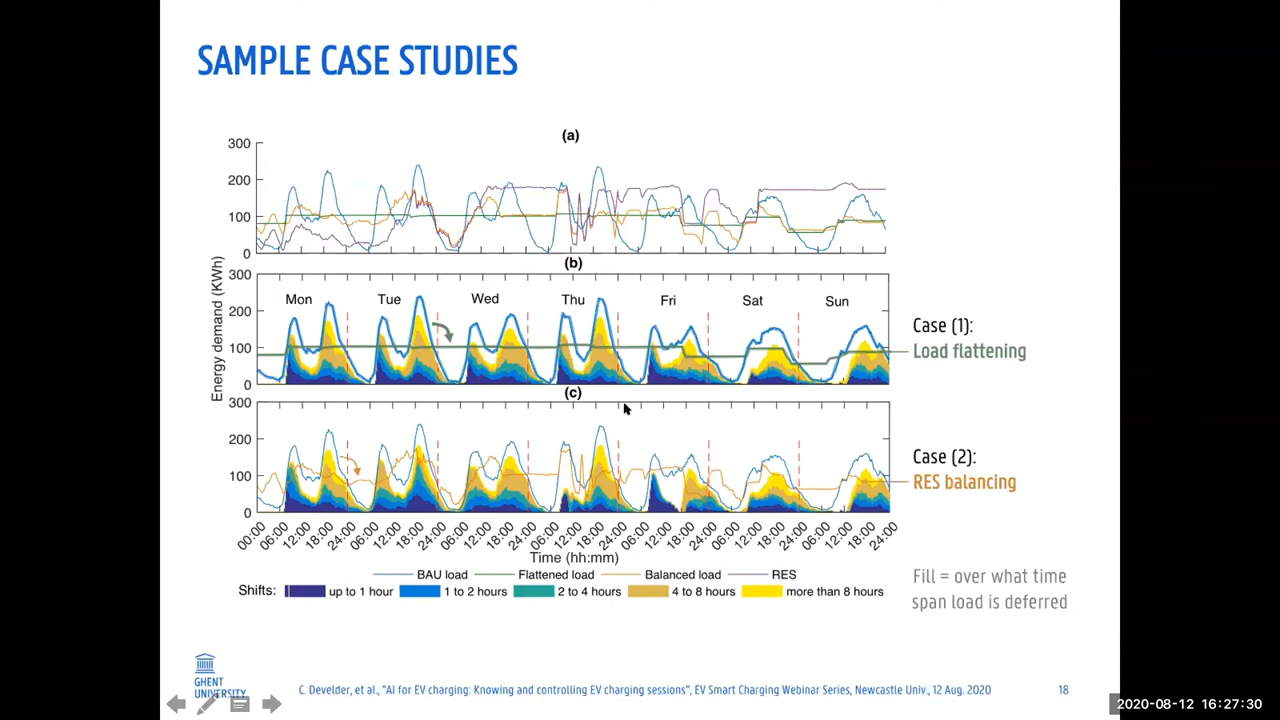 SAMPLE CASE STUDIES
(a)
300
200
100
0
(b)
300
200
100
0
Mon Tue Wed Thu Fri Sat Sun
Case (1):
Load flattening
Energy demand (KWh)
(c)
300
200
100
0
Case (2):
RES balancing
00:00 06:00 12:00 18:00 24:00 06:00 12:00 18:00 24:00 06:00 12:00 18:00 24:00 06:00 12:00 18:00 24:00 06:00 12:00 18:00 24:00 06:00 12:00 18:00 24:00 06:00 12:00 18:00 24:00
Time (hh:mm)
BAU load Flattened load Balanced load RES
Shifts: up to 1 hour 1 to 2 hours 2 to 4 hours 4 to 8 hours more than 8 hours
Fill = over what time
span load is deferred
GHENT
UNIVERSITY
C. Develder, et al., "AI for EV charging: Knowing and controlling EV charging sessions", EV Smart Charging Webinar Series, Newcastle Univ., 12 Aug. 2020
18
2020-08-12 16:27:30